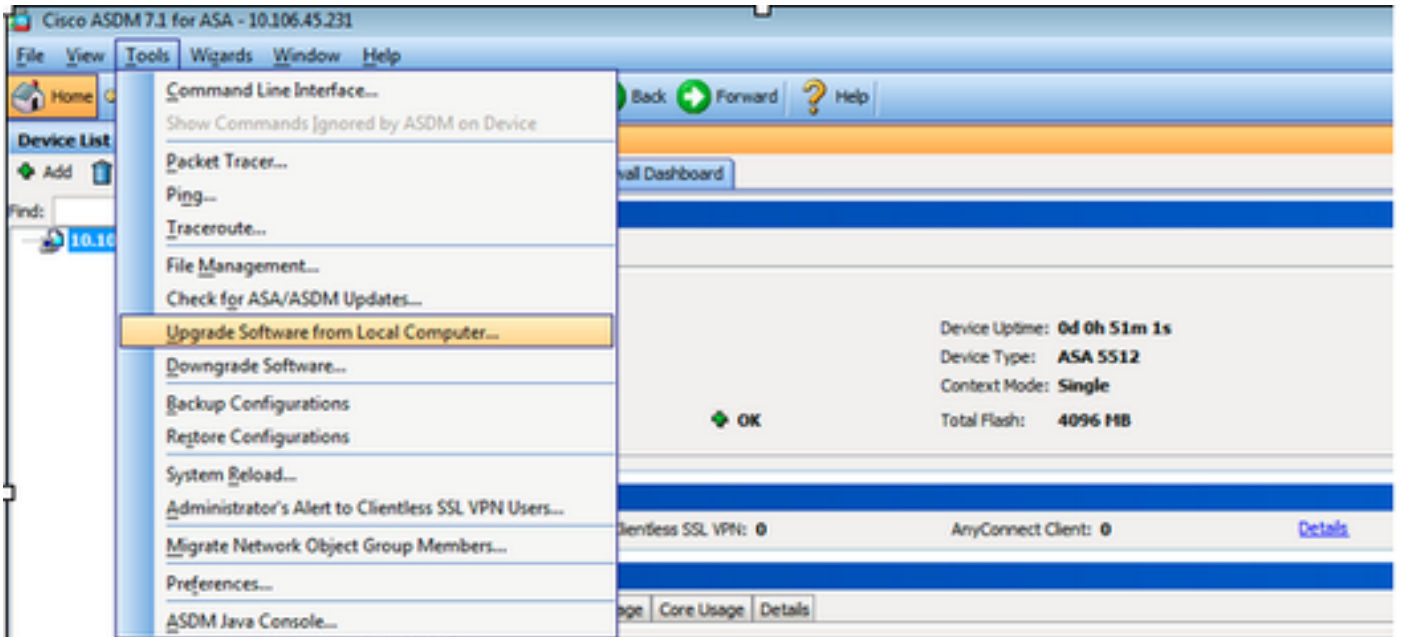 Cisco ASDM 7.1 for ASA - 10.106.45.231
File View Tools Wizards Window Help
Home
Back Forward Help
Device List
Add
Find:
Command Line Interface...
Show Commands Ignored by ASDM on Device
Packet Tracer...
Ping...
Traceroute...
File Management...
Check for ASA/ASDM Updates...
Upgrade Software from Local Computer...
Downgrade Software...
Backup Configurations
Restore Configurations
System Reload...
Administrator's Alert to Clientless SSL VPN Users...
Migrate Network Object Group Members...
Preferences...
ASDM Java Console...
Dashboard
Device Uptime: 0d 0h 51m 1s
Device Type: ASA 5512
Context Mode: Single
OK
Total Flash: 4096 MB
SSL VPN: 0 AnyConnect Client: 0 Details
Core Usage Details